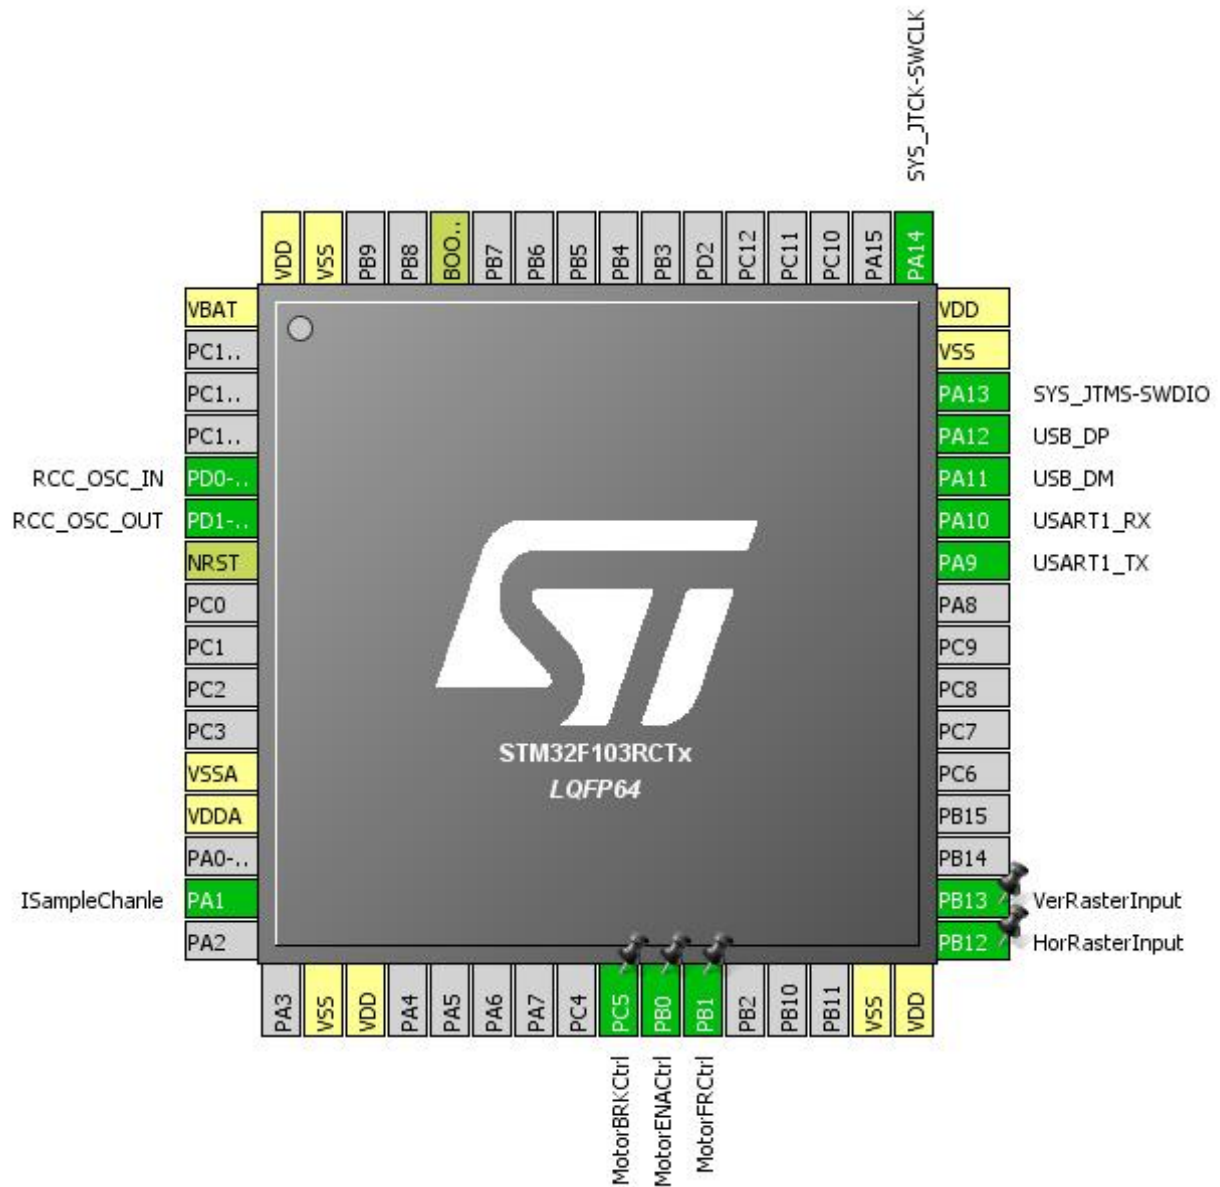 SYS_JTCK-SWCLK
VDD
VSS
PB9
PB8
BOO..
PB7
PB6
PB5
PB4
PB3
PD2
PC12
PC11
PC10
PA15
PA14
VBAT
PC1..
PC1..
PC1..
RCC_OSC_IN PD0-..
RCC_OSC_OUT PD1-..
NRST
PC0
PC1
PC2
PC3
VSSA
VDDA
PA0-..
ISampleChanle PA1
PA2
ST
STM32F103RCTx
LQFP64
VDD
VSS
PA13 SYS_JTMS-SWDIO
PA12 USB_DP
PA11 USB_DM
PA10 USART1_RX
PA9 USART1_TX
PA8
PC9
PC8
PC7
PC6
PB15
PB14
PB13 VerRasterInput
PB12 HorRasterInput
PA3
VSS
VDD
PA4
PA5
PA6
PA7
PC4
PC5
PB0
PB1
PB2
PB10
PB11
VSS
VDD
MotorBRKCtrl
MotorENACtrl
MotorFRCtrl